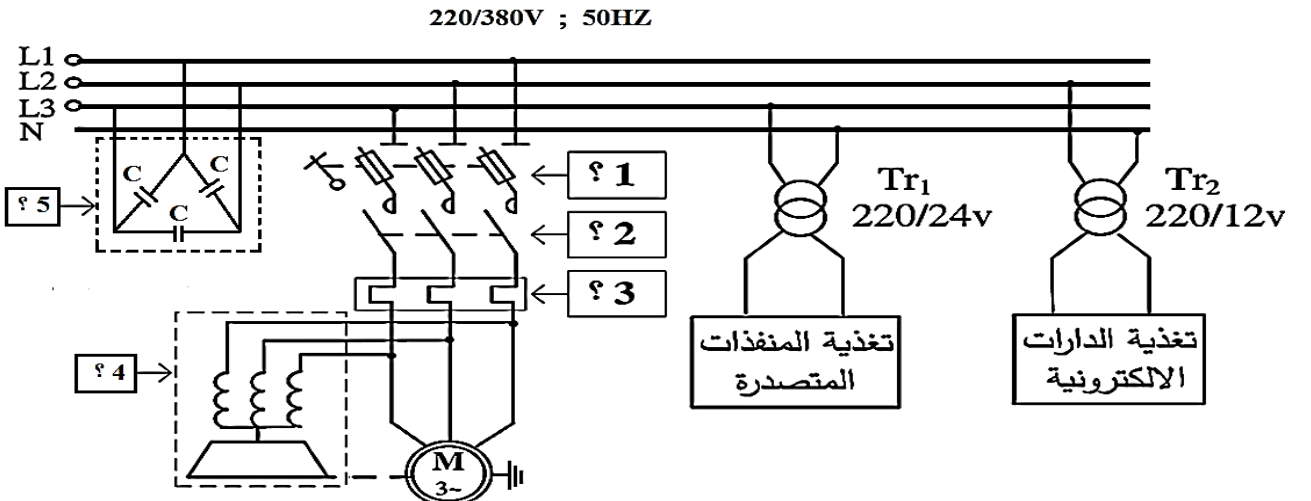 220/380V ; 50HZ
L1
L2
L3
N
C
C
C
؟ 5
؟ 1
؟ 2
؟ 3
؟ 4
M
3~
Tr1
220/24v
تغذية المنفذات
المتصدرة
Tr2
220/12v
تغذية الدارات
الالكترونية